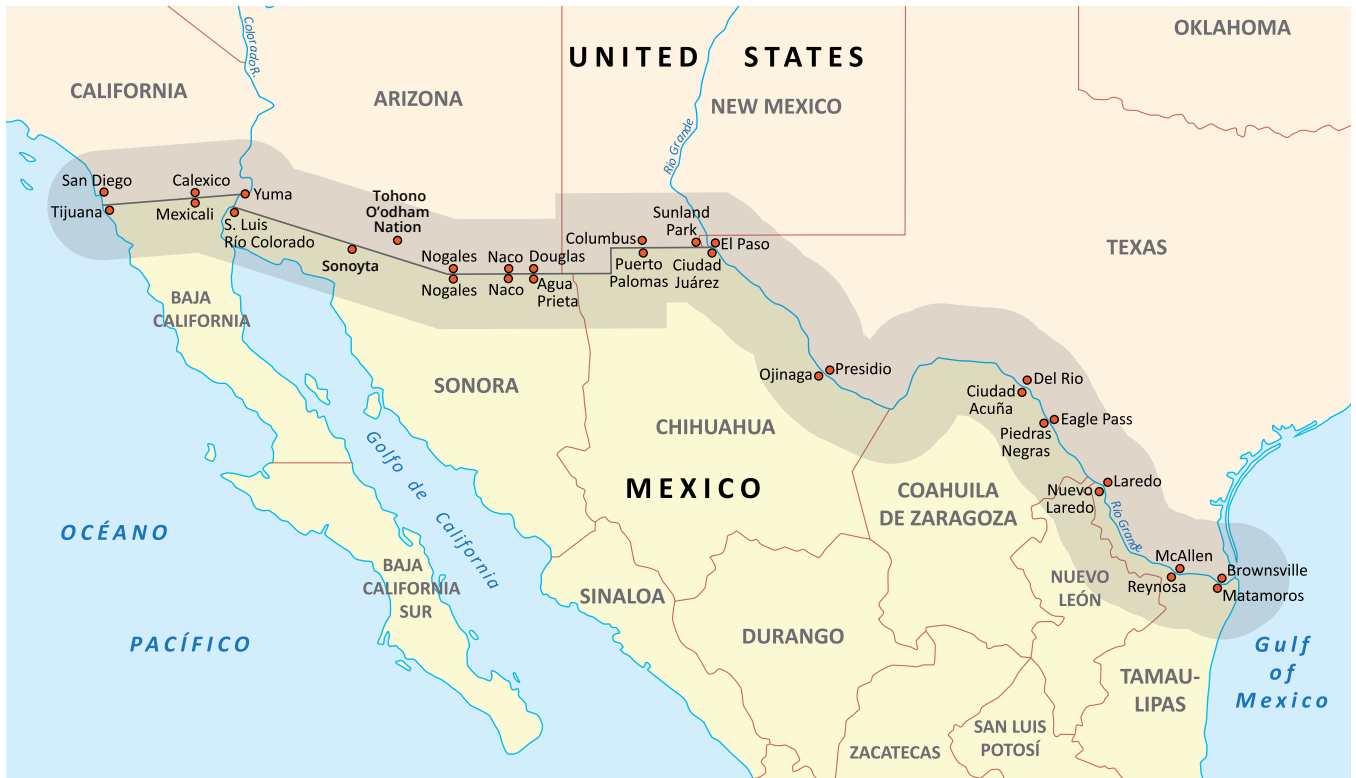 OKLAHOMA
UNITED STATES
Colorado R.
CALIFORNIA
ARIZONA
NEW MEXICO
Rio Grande
San Diego
Calexico
Yuma
Tijuana
Mexicali
S. Luis
Río Colorado
Tohono
O'odham
Nation
Sonoyta
Nogales
Naco
Douglas
Nogales
Naco
Agua
Prieta
Columbus
Sunland
Park
El Paso
Puerto
Palomas
Ciudad
Juárez
TEXAS
BAJA
CALIFORNIA
SONORA
Ojinaga
Presidio
Del Rio
Ciudad
Acuña
Eagle Pass
Piedras
Negras
CHIHUAHUA
MEXICO
Golfo de California
COAHUILA
DE ZARAGOZA
Laredo
Nuevo
Laredo
Rio Grande
OCÉANO
PACÍFICO
BAJA
CALIFORNIA
SUR
SINALOA
DURANGO
NUEVO
LEÓN
McAllen
Reynosa
Brownsville
Matamoros
Gulf
of
Mexico
TAMAU-
LIPAS
SAN LUIS
POTOSÍ
ZACATECAS